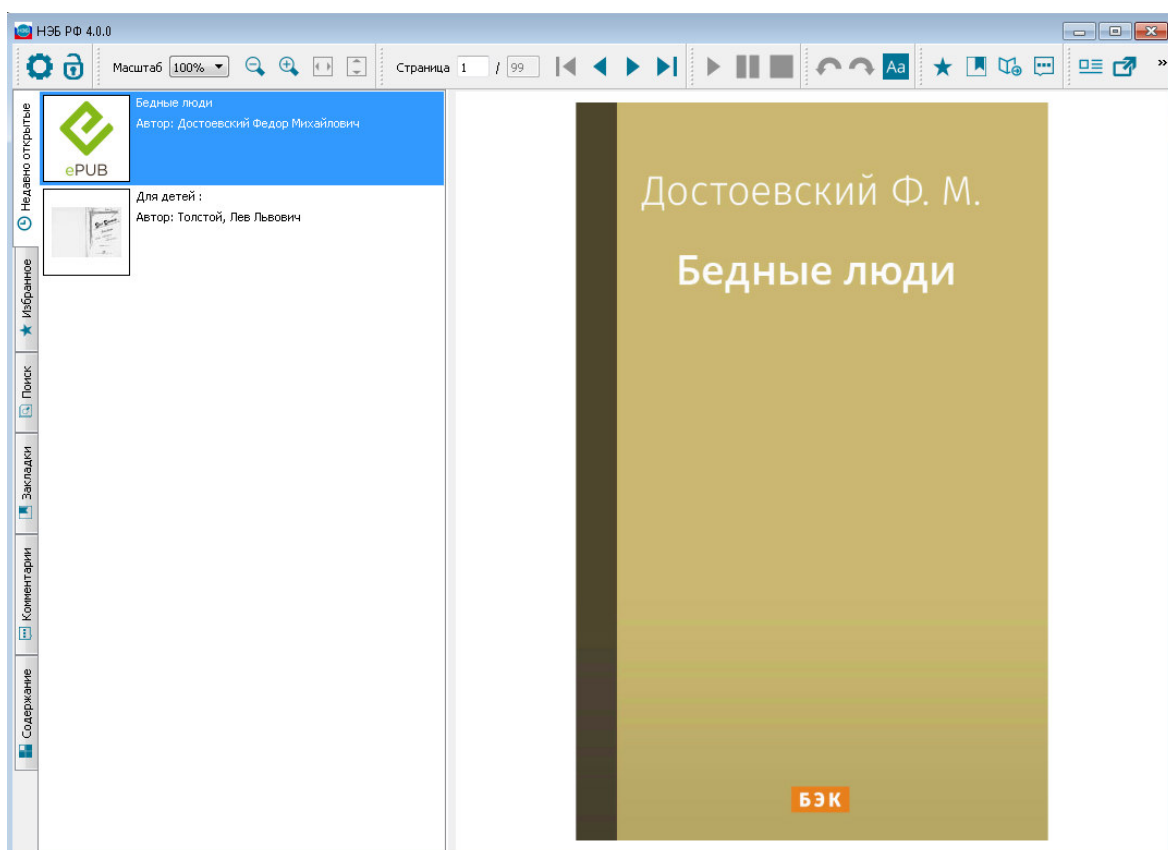 НЭБ РФ 4.0.0
Масштаб 100% Страница 1 / 99 Aa »
Недавно открытые
Избранное
Поиск
Закладки
Комментарии
Содержание
ePUB
Бедные люди
Автор: Достоевский Федор Михайлович
Для детей :
Автор: Толстой, Лев Львович
Достоевский Ф. М.
Бедные люди
БЭК